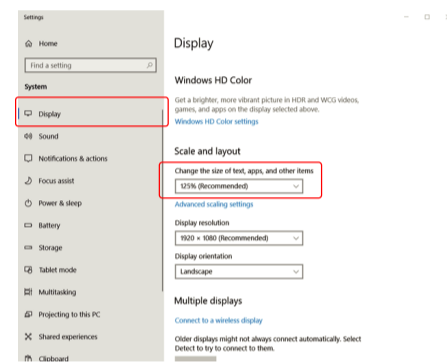 Settings
Home
Find a setting
System
Display
Sound
Notifications & actions
Focus assist
Power & sleep
Battery
Storage
Tablet mode
Multitasking
Projecting to this PC
Shared experiences
Clipboard
Display
Windows HD Color
Get a brighter, more vibrant picture in HDR and WCG videos,
games, and apps on the display selected above.
Windows HD Color settings
Scale and layout
Change the size of text, apps, and other items
125% (Recommended)
Advanced scaling settings
Display resolution
1920 × 1080 (Recommended)
Display orientation
Landscape
Multiple displays
Connect to a wireless display
Older displays might not always connect automatically. Select
Detect to try to connect to them.